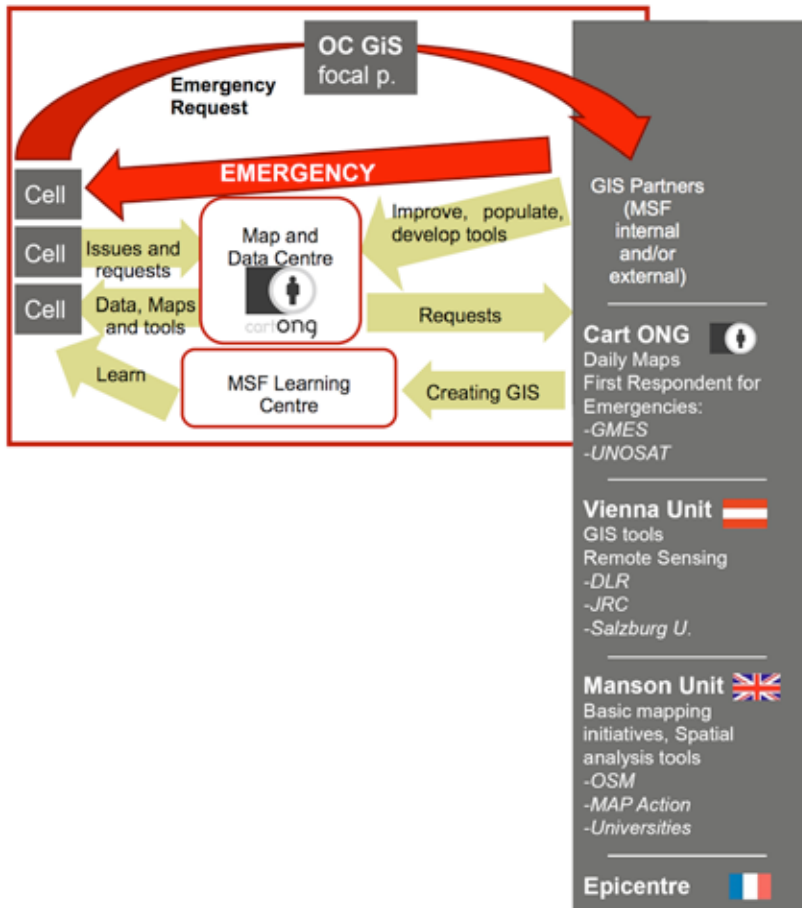 OC GiS
focal p.
Emergency
Request
EMERGENCY
Cell
Cell
Cell
Issues and
requests
Data, Maps
and tools
Learn
Map and
Data Centre
cartong
MSF Learning
Centre
Improve, populate,
develop tools
Requests
Creating GIS
GIS Partners
(MSF
internal
and/or
external)
Cart ONG
Daily Maps
First Respondent for
Emergencies:
-GMES
-UNOSAT
Vienna Unit
GIS tools
Remote Sensing
-DLR
-JRC
-Salzburg U.
Manson Unit
Basic mapping
initiatives, Spatial
analysis tools
-OSM
-MAP Action
-Universities
Epicentre